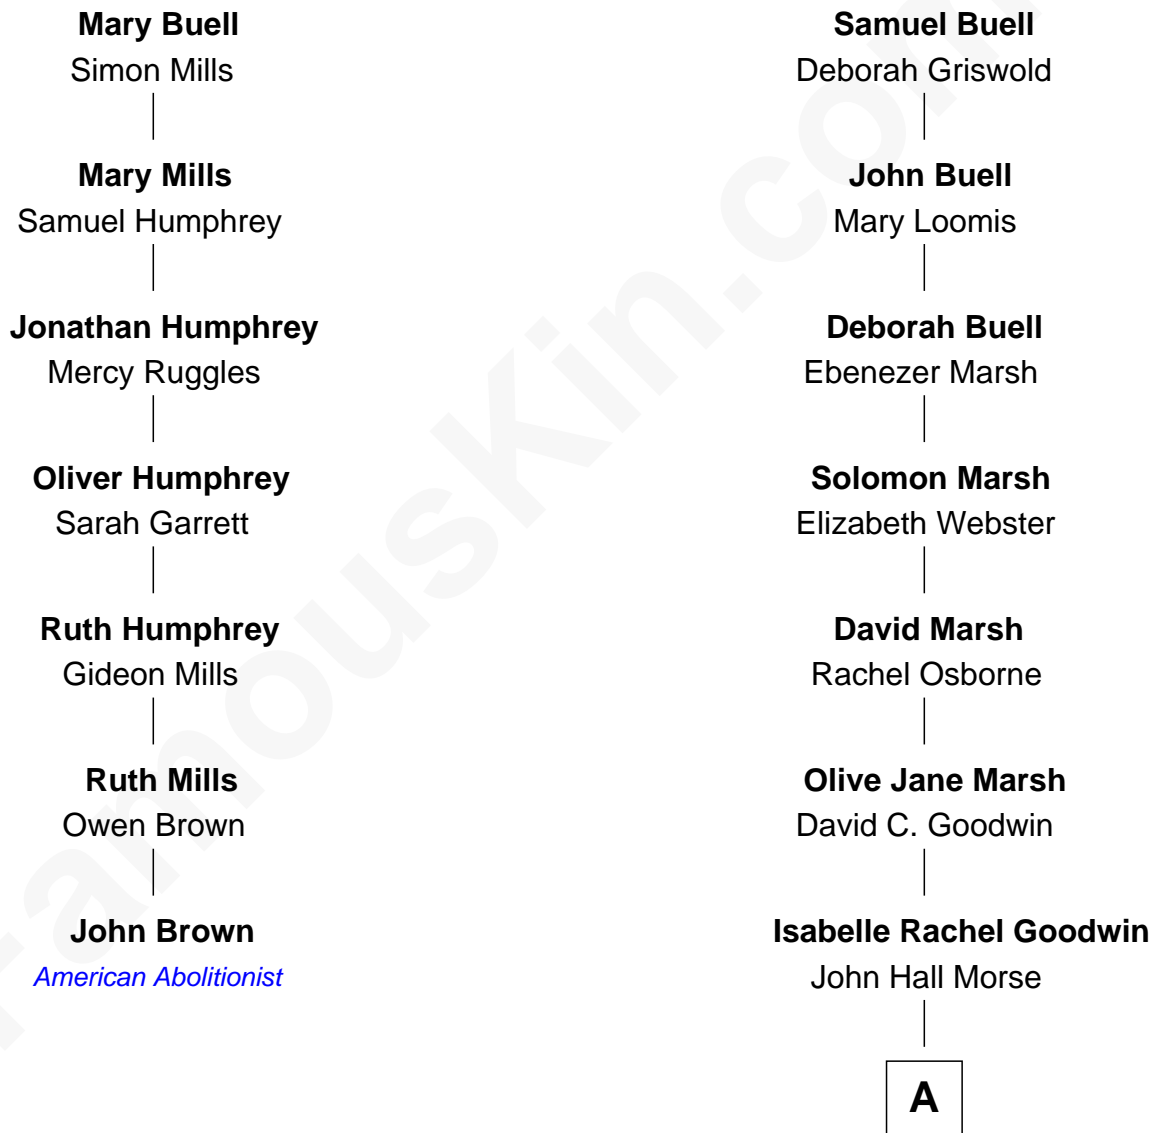 Mary Buell
Simon Mills
Mary Mills
Samuel Humphrey
Jonathan Humphrey
Mercy Ruggles
Oliver Humphrey
Sarah Garrett
Ruth Humphrey
Gideon Mills
Ruth Mills
Owen Brown
John Brown
American Abolitionist
Samuel Buell
Deborah Griswold
John Buell
Mary Loomis
Deborah Buell
Ebenezer Marsh
Solomon Marsh
Elizabeth Webster
David Marsh
Rachel Osborne
Olive Jane Marsh
David C. Goodwin
Isabelle Rachel Goodwin
John Hall Morse
A
FamousKin.com